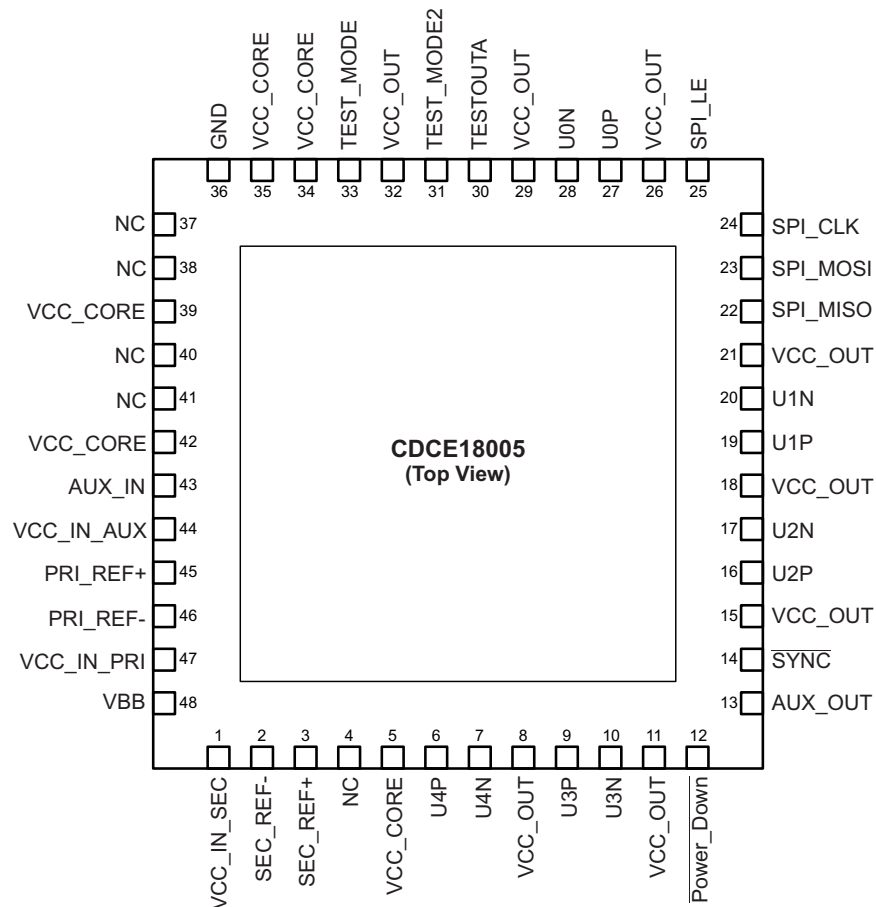 GND
VCC_CORE
VCC_CORE
TEST_MODE
VCC_OUT
TEST_MODE2
TESTOUTA
VCC_OUT
U0N
U0P
VCC_OUT
SPI_LE
36 35 34 33 32 31 30 29 28 27 26 25
NC 37
NC 38
VCC_CORE 39
NC 40
NC 41
VCC_CORE 42
AUX_IN 43
VCC_IN_AUX 44
PRI_REF+ 45
PRI_REF- 46
VCC_IN_PRI 47
VBB 48
CDCE18005
(Top View)
24 SPI_CLK
23 SPI_MOSI
22 SPI_MISO
21 VCC_OUT
20 U1N
19 U1P
18 VCC_OUT
17 U2N
16 U2P
15 VCC_OUT
14 SYNC
13 AUX_OUT
1 2 3 4 5 6 7 8 9 10 11 12
VCC_IN_SEC
SEC_REF-
SEC_REF+
NC
VCC_CORE
U4P
U4N
VCC_OUT
U3P
U3N
VCC_OUT
Power_Down